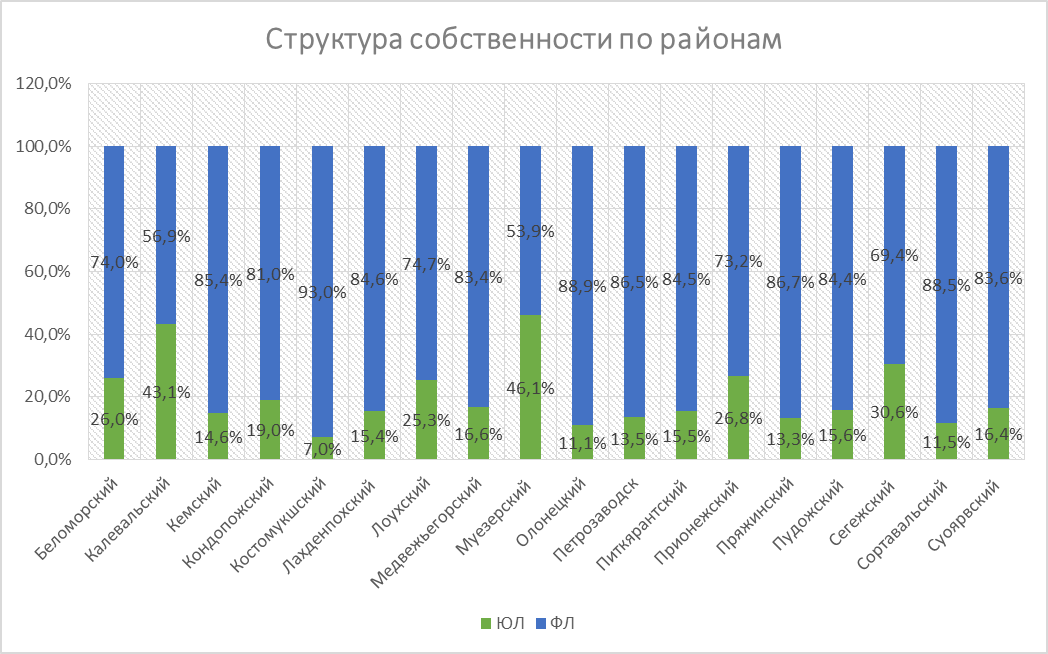 Структура собственности по районам
120,0%
100,0%
80,0%
60,0%
40,0%
20,0%
0,0%
74,0% 56,9% 85,4% 81,0% 93,0% 84,6% 74,7% 83,4% 53,9% 88,9% 86,5% 84,5% 73,2% 86,7% 84,4% 69,4% 88,5% 83,6%
26,0% 43,1% 14,6% 19,0% 7,0% 15,4% 25,3% 16,6% 46,1% 11,1% 13,5% 15,5% 26,8% 13,3% 15,6% 30,6% 11,5% 16,4%
Беломорский
Калевальский
Кемский
Кондопожский
Костомукшский
Лахденпохский
Лоухский
Медвежьегорский
Муезерский
Олонецкий
Петрозаводск
Питкярантский
Прионежский
Пряжинский
Пудожский
Сегежский
Сортавальский
Суоярвский
ЮЛ ФЛ